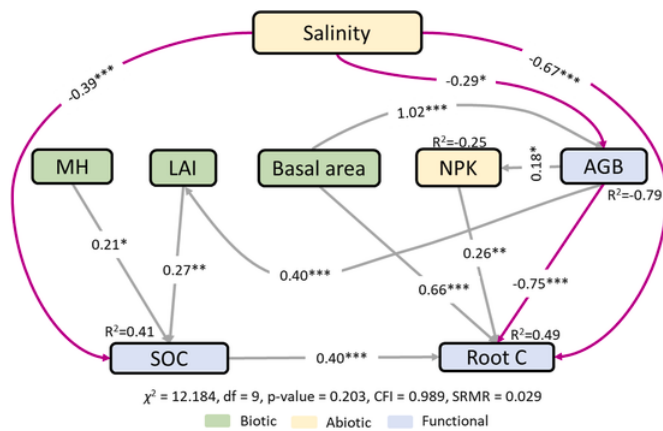 Salinity
-0.39***
-0.67***
-0.29*
1.02***
R²=-0.25
MH
LAI
Basal area
NPK
0.18*
AGB
R²=-0.79
0.21*
0.27**
0.40***
0.66***
0.26**
-0.75***
R²=0.41
R²=0.49
SOC
0.40***
Root C
χ² = 12.184, df = 9, p-value = 0.203, CFI = 0.989, SRMR = 0.029
Biotic Abiotic Functional